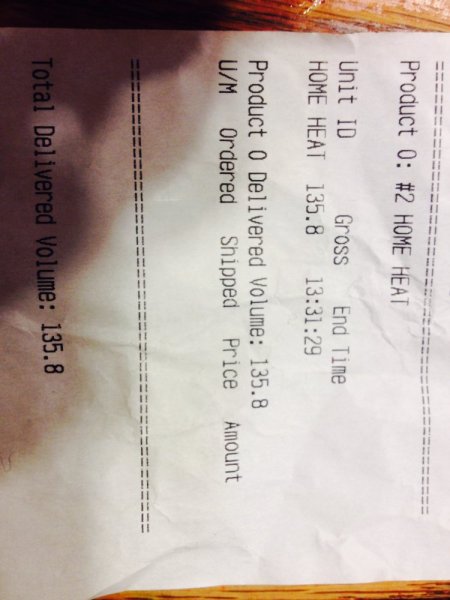 ==================================================
Product 0: #2 HOME HEAT
Unit ID Gross End Time
HOME HEAT 135.8 13:31:29
Product 0 Delivered Volume: 135.8
U/M Ordered Shipped Price Amount
==================================================
Total Delivered Volume: 135.8